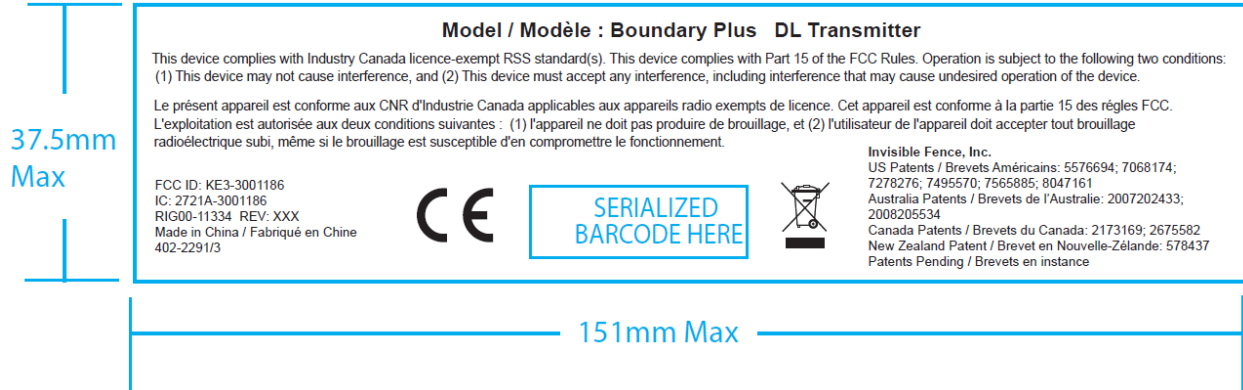 Model / Modèle : Boundary Plus DL Transmitter
This device complies with Industry Canada licence-exempt RSS standard(s). This device complies with Part 15 of the FCC Rules. Operation is subject to the following two conditions:
(1) This device may not cause interference, and (2) This device must accept any interference, including interference that may cause undesired operation of the device.
Le présent appareil est conforme aux CNR d'Industrie Canada applicables aux appareils radio exempts de licence. Cet appareil est conforme à la partie 15 des régles FCC.
L'exploitation est autorisée aux deux conditions suivantes : (1) l'appareil ne doit pas produire de brouillage, et (2) l'utilisateur de l'appareil doit accepter tout brouillage
radioélectrique subi, même si le brouillage est susceptible d'en compromettre le fonctionnement.
37.5mm
Max
FCC ID: KE3-3001186
IC: 2721A-3001186
RIG00-11334 REV: XXX
Made in China / Fabriqué en Chine
402-2291/3
CE
SERIALIZED
BARCODE HERE
Invisible Fence, Inc.
US Patents / Brevets Américains: 5576694; 7068174;
7278276; 7495570; 7565885; 8047161
Australia Patents / Brevets de l'Australie: 2007202433;
2008205534
Canada Patents / Brevets du Canada: 2173169; 2675582
New Zealand Patent / Brevet en Nouvelle-Zélande: 578437
Patents Pending / Brevets en instance
151mm Max